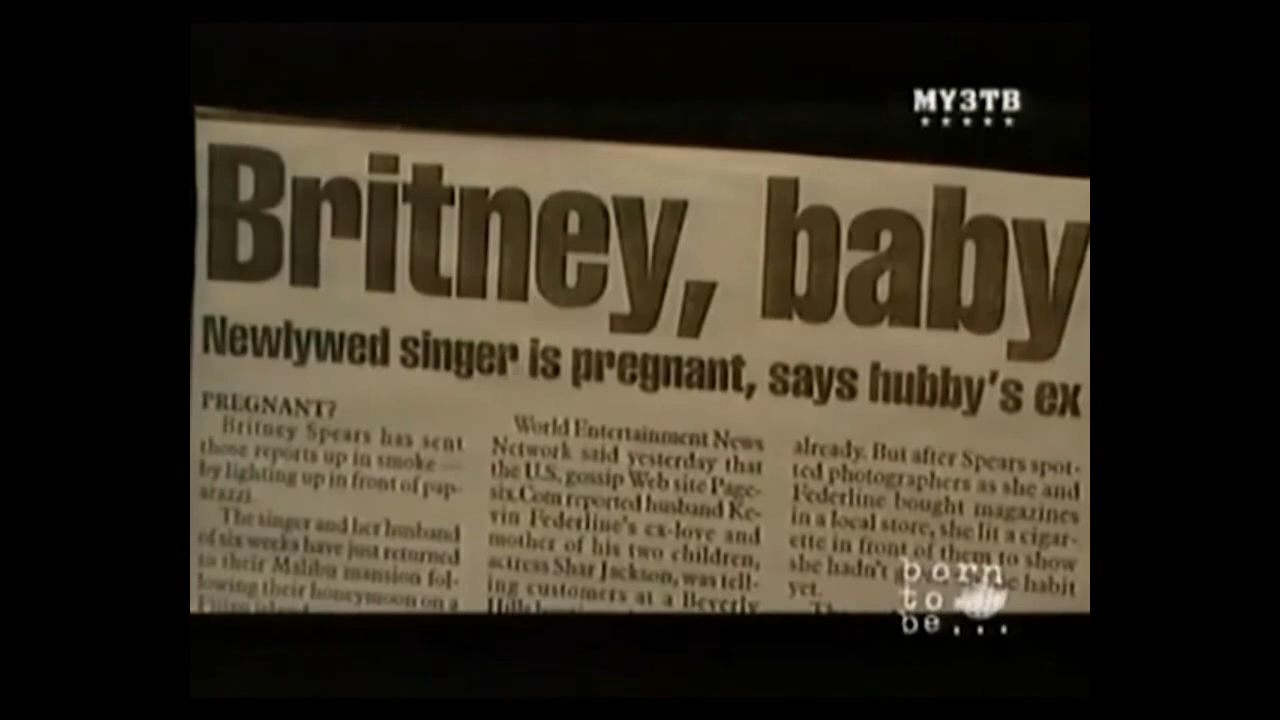 МУЗТВ
Britney, baby
Newlywed singer is pregnant, says hubby's ex
PREGNANT?
Britney Spears has sent
those reports up in smoke —
by lighting up in front of pap-
arazzi.
The singer and her husband
of six weeks have just returned
to their Malibu mansion fol-
lowing their honeymoon on a
World Entertainment News
Network said yesterday that
the U.S. gossip Web site Page-
six.Com reported husband Ke-
vin Federline's ex-love and
mother of his two children,
actress Shar Jackson, was tell-
ing customers at a Beverly
already. But after Spears spot-
ted photographers as she and
Federline bought magazines
in a local store, she lit a cigar-
ette in front of them to show
she hadn't habit
yet.
born
to
be...